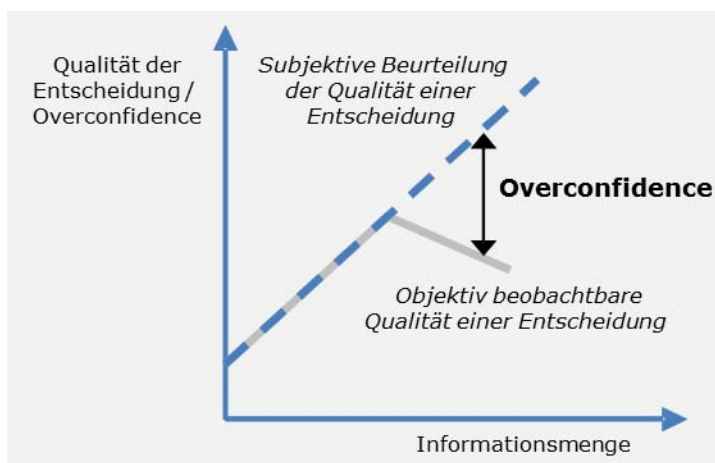 Qualität der
Entscheidung /
Overconfidence
Subjektive Beurteilung
der Qualität einer
Entscheidung
Overconfidence
Objektiv beobachtbare
Qualität einer Entscheidung
Informationsmenge